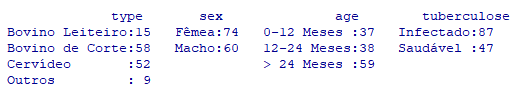 type sex age tuberculose
Bovino Leiteiro:15 Fêmea:74 0-12 Meses :37 Infectado:87
Bovino de Corte:58 Macho:60 12-24 Meses:38 Saudável :47
Cervídeo :52 > 24 Meses :59
Outros : 9